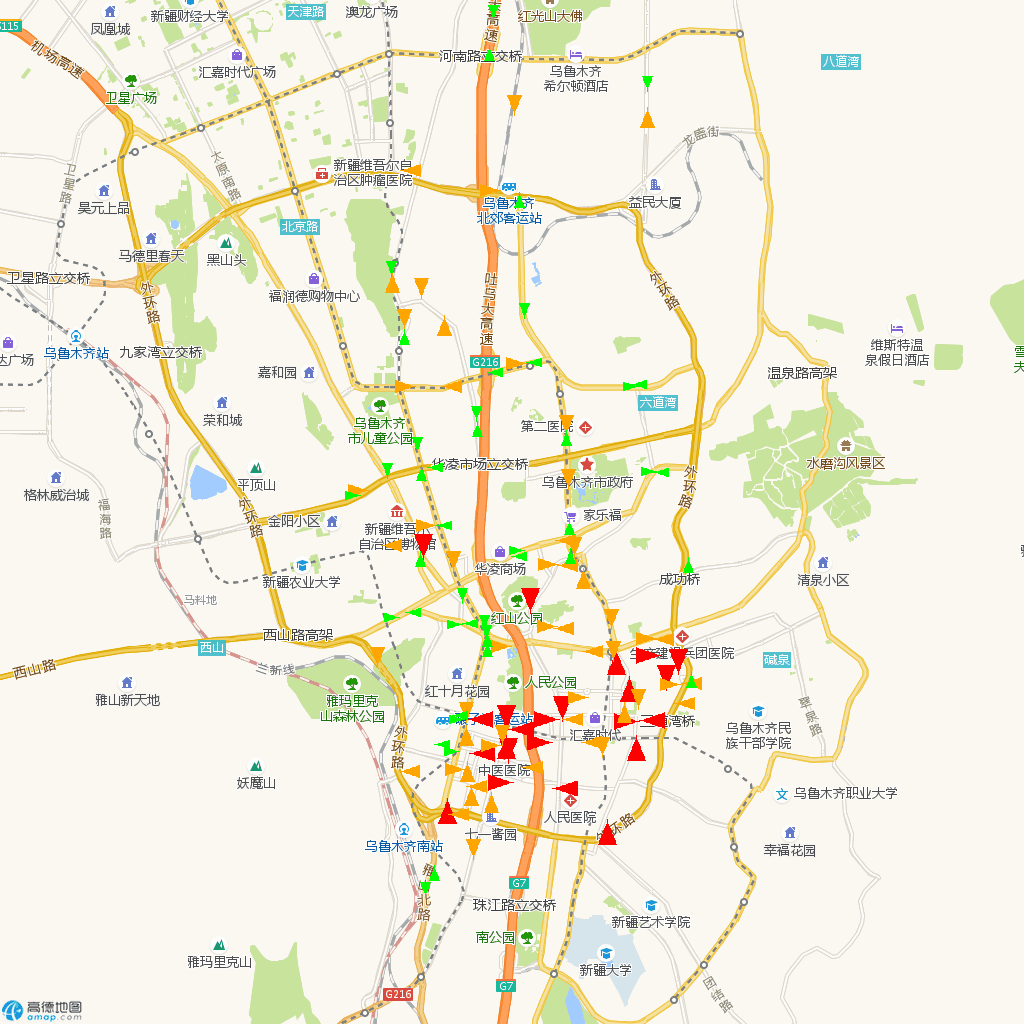 凤凰城
新疆财经大学
天津路
澳龙广场
大
高
速
红光山大佛
S115
机场高速
汇嘉时代广场
河南路立交桥
乌鲁木齐
希尔顿酒店
八道湾
卫星广场
龙盛街
太原南路
新疆维吾尔自
治区肿瘤医院
卫星路
昊元上品
益民大厦
乌鲁木齐
北郊客运站
北京路
马德里春天
黑山头
卫星路立交桥
外环路
福润德购物中心
吐乌大高速
外环路
达广场
乌鲁木齐站
九家湾立交桥
G216
维斯特温
泉假日酒店
雪
夫
嘉和园
温泉路高架
荣和城
乌鲁木齐
市儿童公园
六道湾
第二医院
华凌市场立交桥
水磨沟风景区
平顶山
外环路
乌鲁木齐市政府
外环路
格林威治城
福海路
金阳小区
新疆维吾尔
自治区博物馆
家乐福
华凌商场
新疆农业大学
成功桥
清泉小区
马料地
红山公园
西山路高架
西山
西山路
兰新线
生产建设兵团医院
碱泉
雅山新天地
雅玛里克
山森林公园
红十月花园
人民公园
翠泉路
客运站
汇嘉时代
三道湾桥
乌鲁木齐民
族干部学院
外环路
妖魔山
中医医院
乌鲁木齐职业大学
人民医院
乌鲁木齐南站
十一酱园
外环路
幸福花园
雅山北路
G7
珠江路立交桥
新疆艺术学院
南公园
雅玛里克山
新疆大学
G7
G216
团结路
高德地图
amap.com